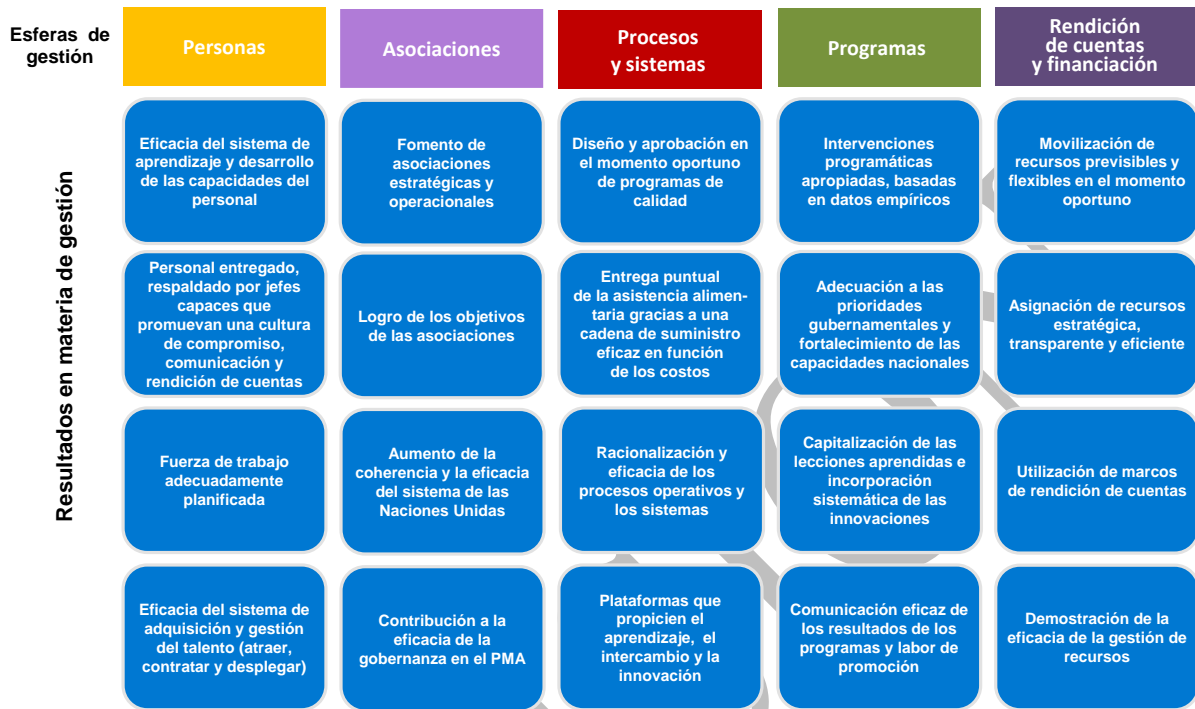 Esferas de
gestión
Personas
Asociaciones
Procesos
y sistemas
Programas
Rendición
de cuentas
y financiación
Resultados en materia de gestión
Eficacia del sistema de
aprendizaje y desarrollo
de las capacidades del
personal
Fomento de
asociaciones
estratégicas y
operacionales
Diseño y aprobación en
el momento oportuno
de programas de
calidad
Intervenciones
programáticas
apropiadas, basadas
en datos empíricos
Movilización de
recursos previsibles y
flexibles en el momento
oportuno
Personal entregado,
respaldado por jefes
capaces que
promuevan una cultura
de compromiso,
comunicación y
rendición de cuentas
Logro de los objetivos
de las asociaciones
Entrega puntual
de la asistencia alimen-
taria gracias a una
cadena de suministro
eficaz en función
de los costos
Adecuación a las
prioridades
gubernamentales y
fortalecimiento de las
capacidades nacionales
Asignación de recursos
estratégica,
transparente y eficiente
Fuerza de trabajo
adecuadamente
planificada
Aumento de la
coherencia y la eficacia
del sistema de las
Naciones Unidas
Racionalización y
eficacia de los
procesos operativos y
los sistemas
Capitalización de las
lecciones aprendidas e
incorporación
sistemática de las
innovaciones
Utilización de marcos
de rendición de cuentas
Eficacia del sistema de
adquisición y gestión
del talento (atraer,
contratar y desplegar)
Contribución a la
eficacia de la
gobernanza en el PMA
Plataformas que
propicien el
aprendizaje, el
intercambio y la
innovación
Comunicación eficaz de
los resultados de los
programas y labor de
promoción
Demostración de la
eficacia de la gestión de
recursos